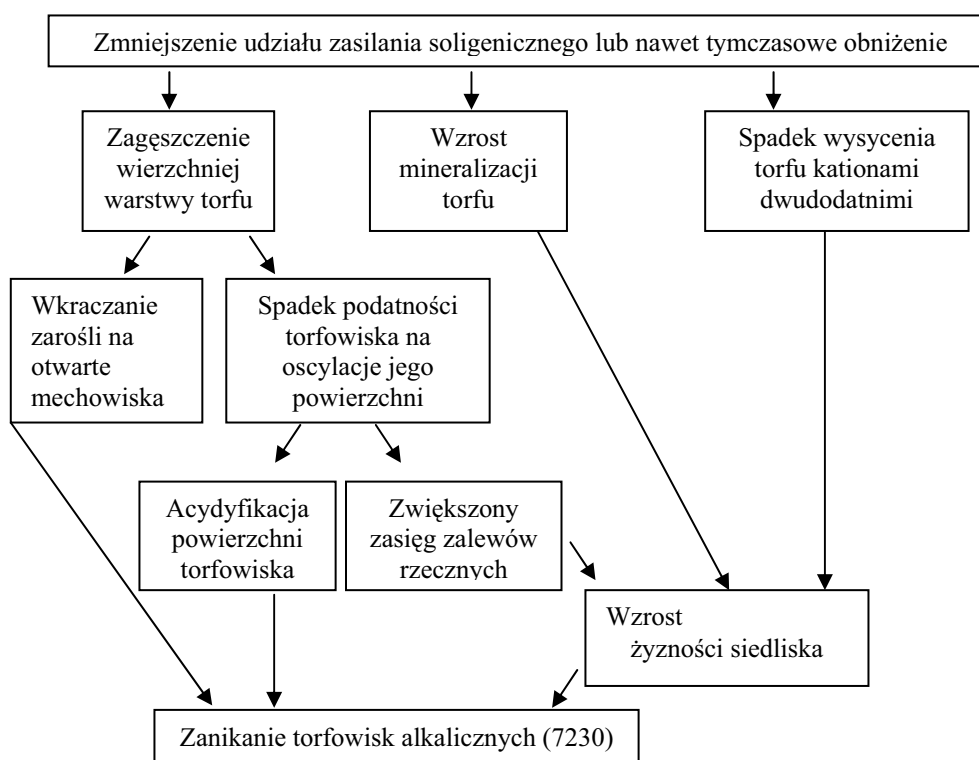 Zmniejszenie udziału zasilania soligenicznego lub nawet tymczasowe obniżenie
Zagęszczenie
wierzchniej
warstwy torfu
Wzrost
mineralizacji
torfu
Spadek wysycenia
torfu kationami
dwudodatnimi
Wkraczanie
zarośli na
otwarte
mechowiska
Spadek podatności
torfowiska na
oscylacje jego
powierzchni
Acydyfikacja
powierzchni
torfowiska
Zwiększony
zasięg zalewów
rzecznych
Wzrost
żyzności siedliska
Zanikanie torfowisk alkalicznych (7230)